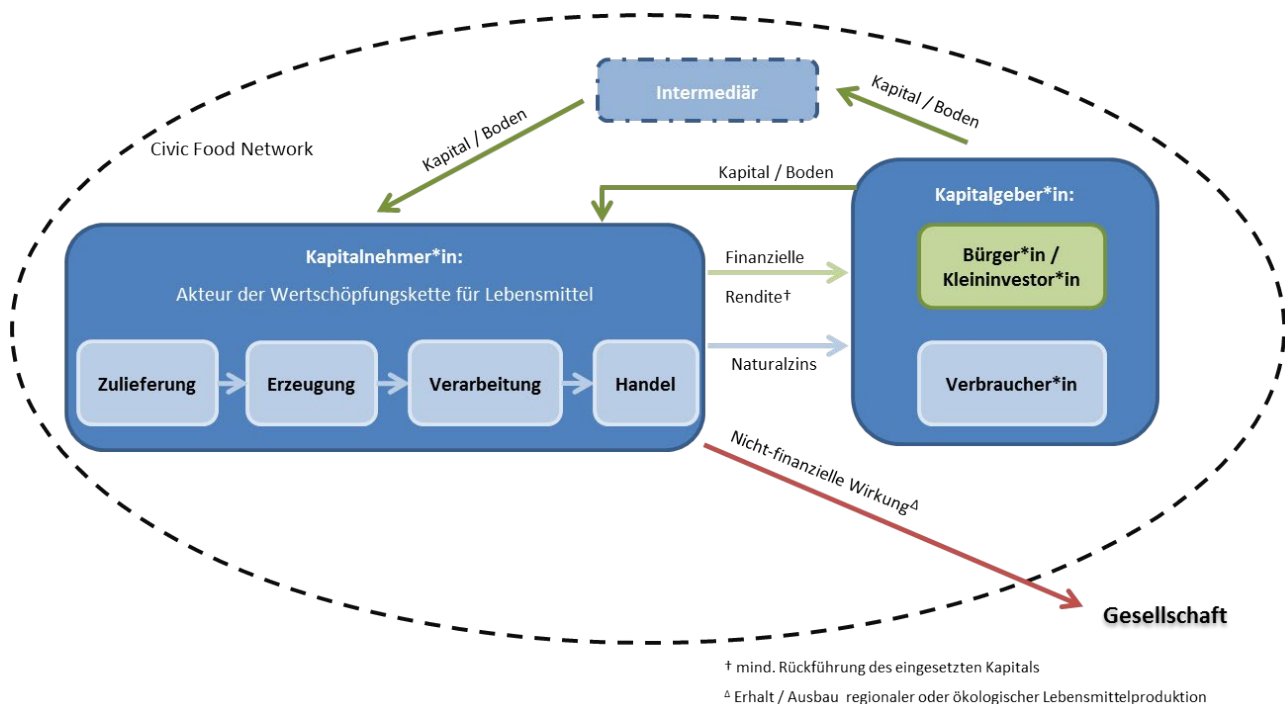 Intermediär
Kapital / Boden
Kapital / Boden
Civic Food Network
Kapital / Boden
Kapitalgeber*in:
Bürger*in /
Kleininvestor*in
Verbraucher*in
Kapitalnehmer*in:
Akteur der Wertschöpfungskette für Lebensmittel
Zulieferung
Erzeugung
Verarbeitung
Handel
Finanzielle
Rendite†
Naturalzins
Nicht-finanzielle Wirkung∆
Gesellschaft
† mind. Rückführung des eingesetzten Kapitals
∆ Erhalt / Ausbau regionaler oder ökologischer Lebensmittelproduktion